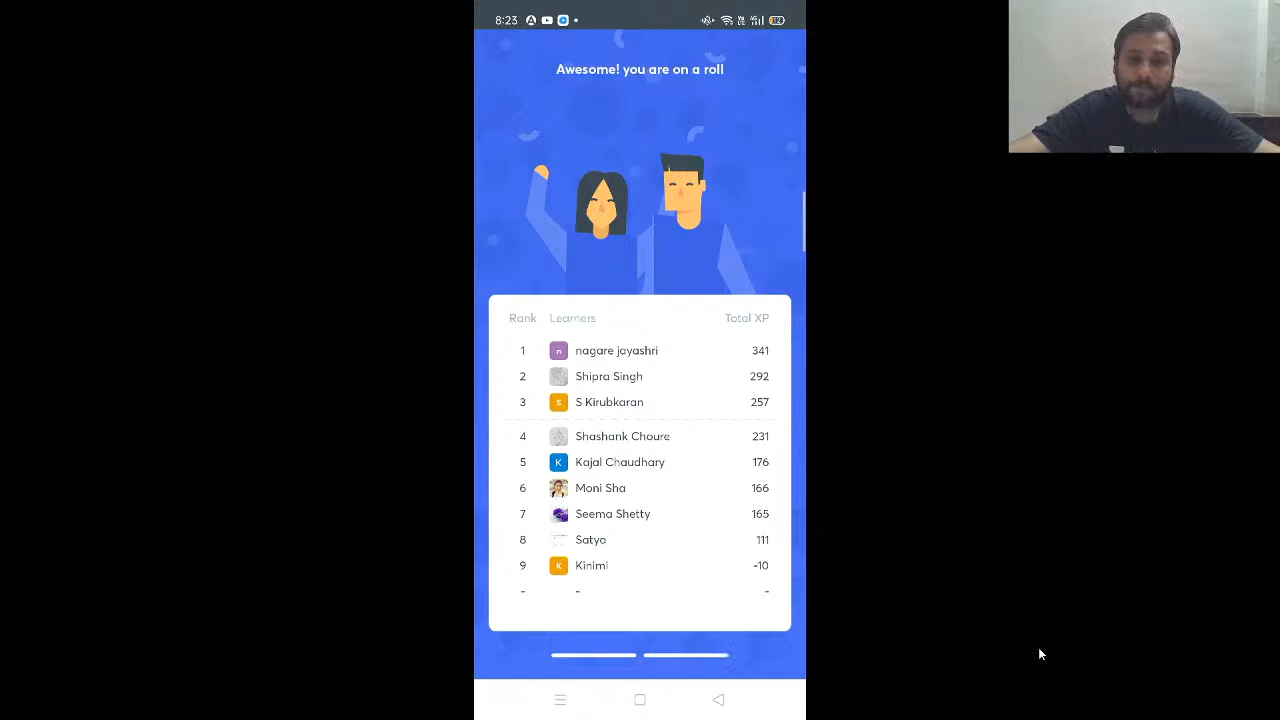 8:23
12
Awesome! you are on a roll
Rank Learners Total XP
1 n nagare jayashri 341
2 Shipra Singh 292
3 S S Kirubkaran 257
4 Shashank Choure 231
5 K Kajal Chaudhary 176
6 Moni Sha 166
7 Seema Shetty 165
8 Satya 111
9 K Kinimi -10
- - -